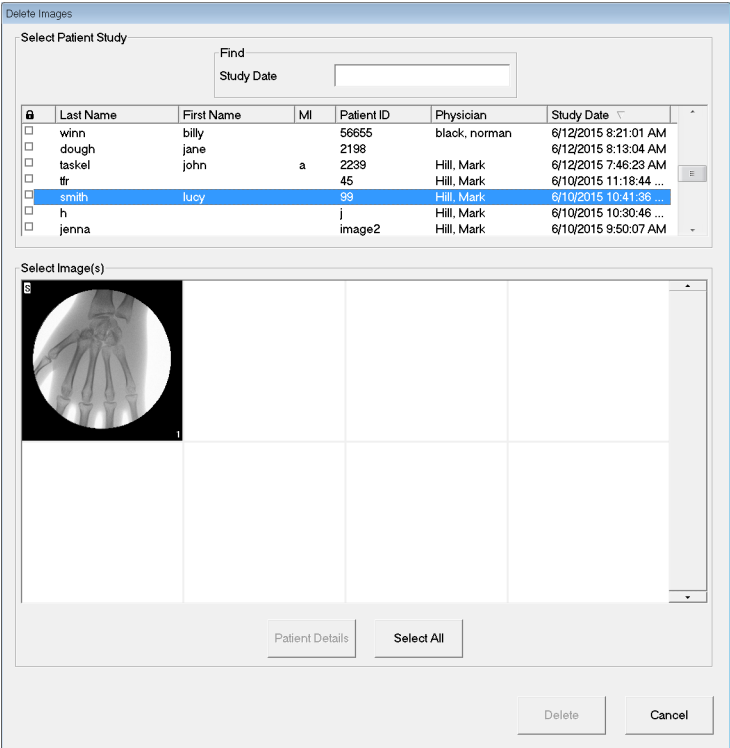 Delete Images
Select Patient Study
Find
Study Date
Last Name First Name MI Patient ID Physician Study Date
winn billy 56655 black, norman 6/12/2015 8:21:01 AM
dough jane 2198 6/12/2015 8:13:04 AM
taskel john a 2239 Hill, Mark 6/12/2015 7:46:23 AM
tfr 45 Hill, Mark 6/10/2015 11:18:44 ...
smith lucy 99 Hill, Mark 6/10/2015 10:41:36 ...
h j Hill, Mark 6/10/2015 10:30:46 ...
jenna image2 Hill, Mark 6/10/2015 9:50:07 AM
Select Image(s)
S
1
Patient Details Select All
Delete Cancel